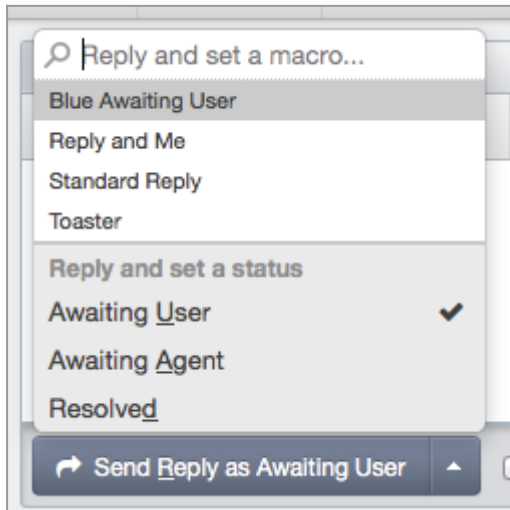 Reply and set a macro...
Blue Awaiting User
Reply and Me
Standard Reply
Toaster
Reply and set a status
Awaiting User
Awaiting Agent
Resolved
Send Reply as Awaiting User